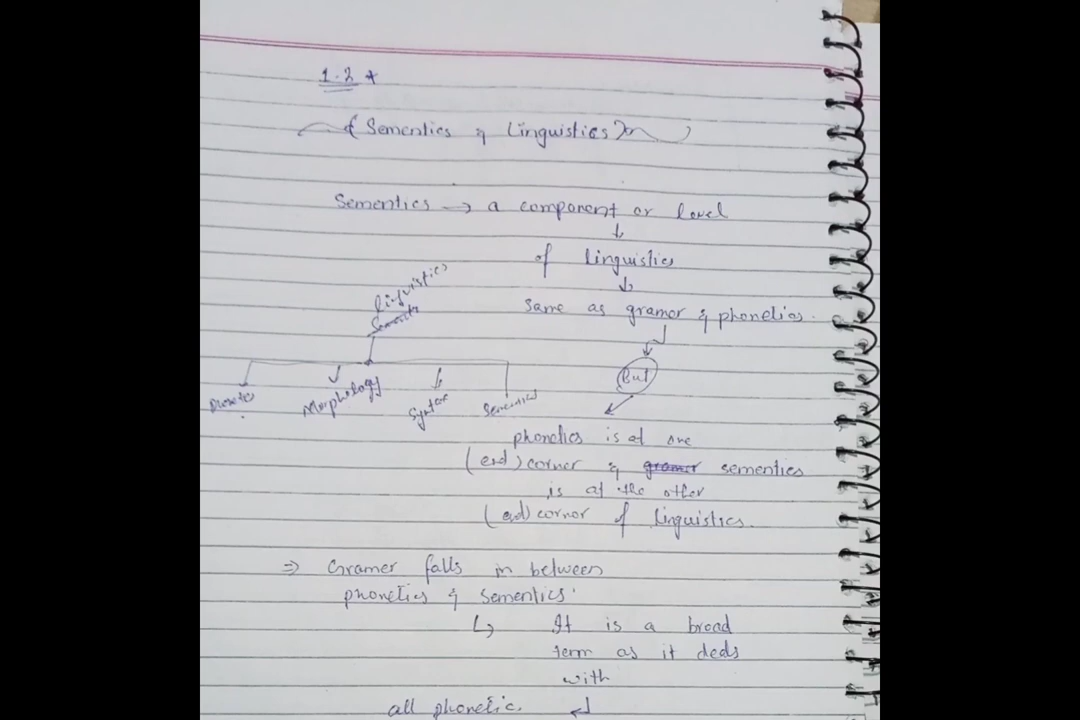 1.2 *
{ Sementics & Linguistics }
Sementics → a component or level
↓
of linguistics
↓
Same as gramer & phonetics.
Linguistics
Morphology
Syntax
Sementics
But
phonetics is at one
(end) corner & gramer sementics
is at the other
(end) corner of linguistics.
⇒ Gramer falls in between
phonetics & sementics.
↳ It is a broad
term as it deals
with
all phonetic. ↲